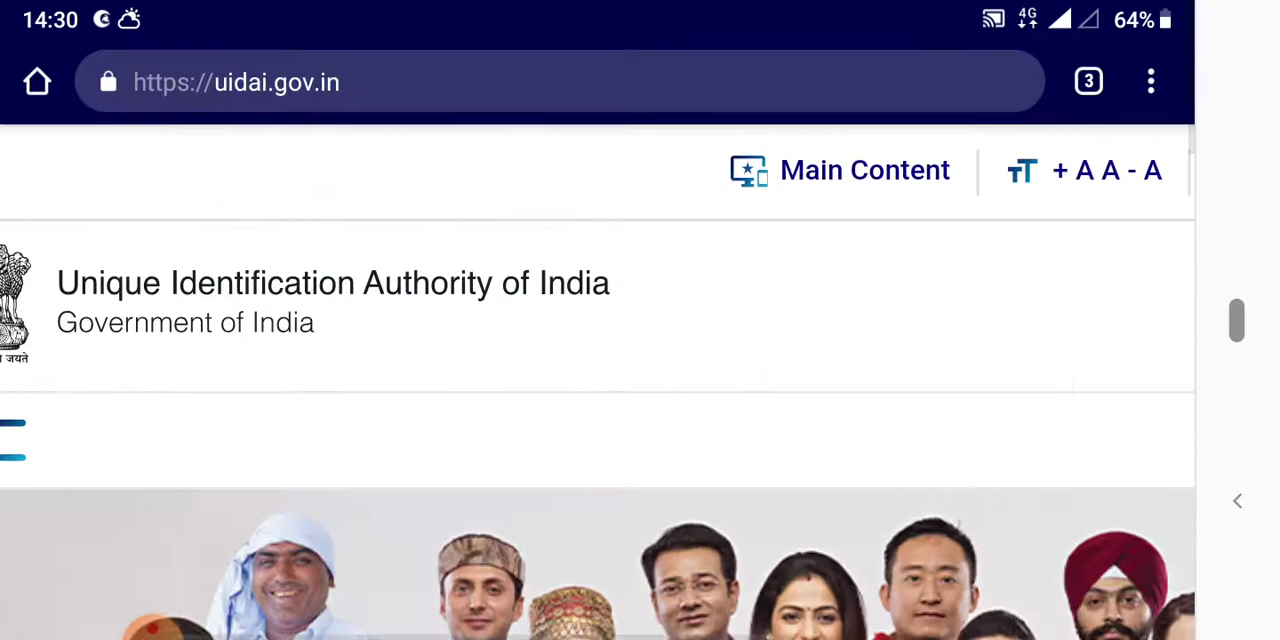 14:30
4G
64%
https://uidai.gov.in
3
Main Content
+ A A - A
Unique Identification Authority of India
Government of India
जयते